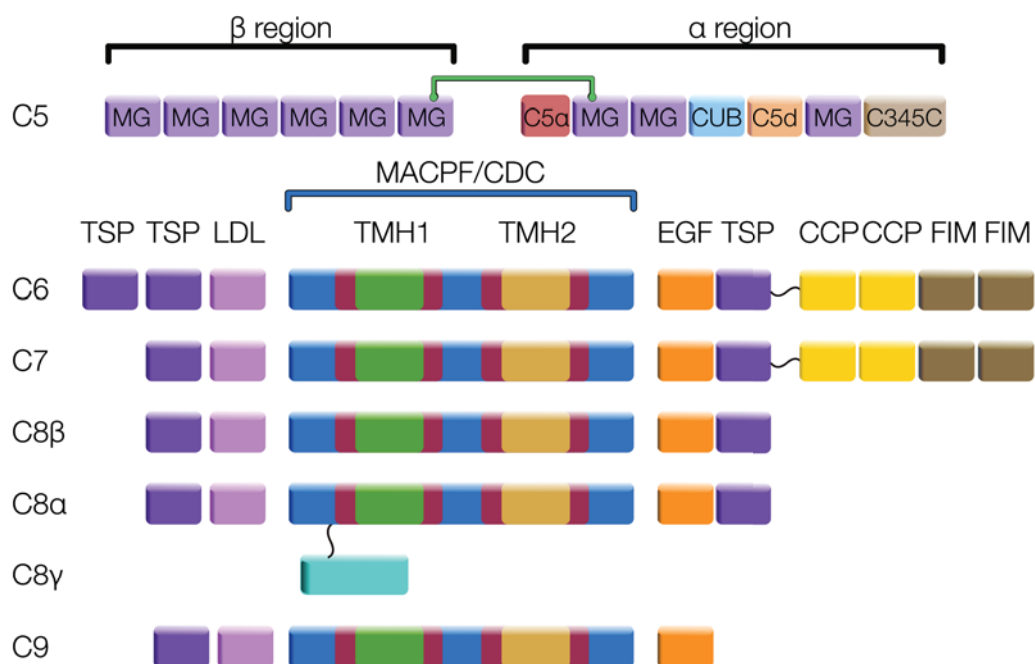 β region α region
C5 MG MG MG MG MG MG C5α MG MG CUB C5d MG C345C
MACPF/CDC
TSP TSP LDL TMH1 TMH2 EGF TSP CCP CCP FIM FIM
C6
C7
C8β
C8α
C8γ
C9